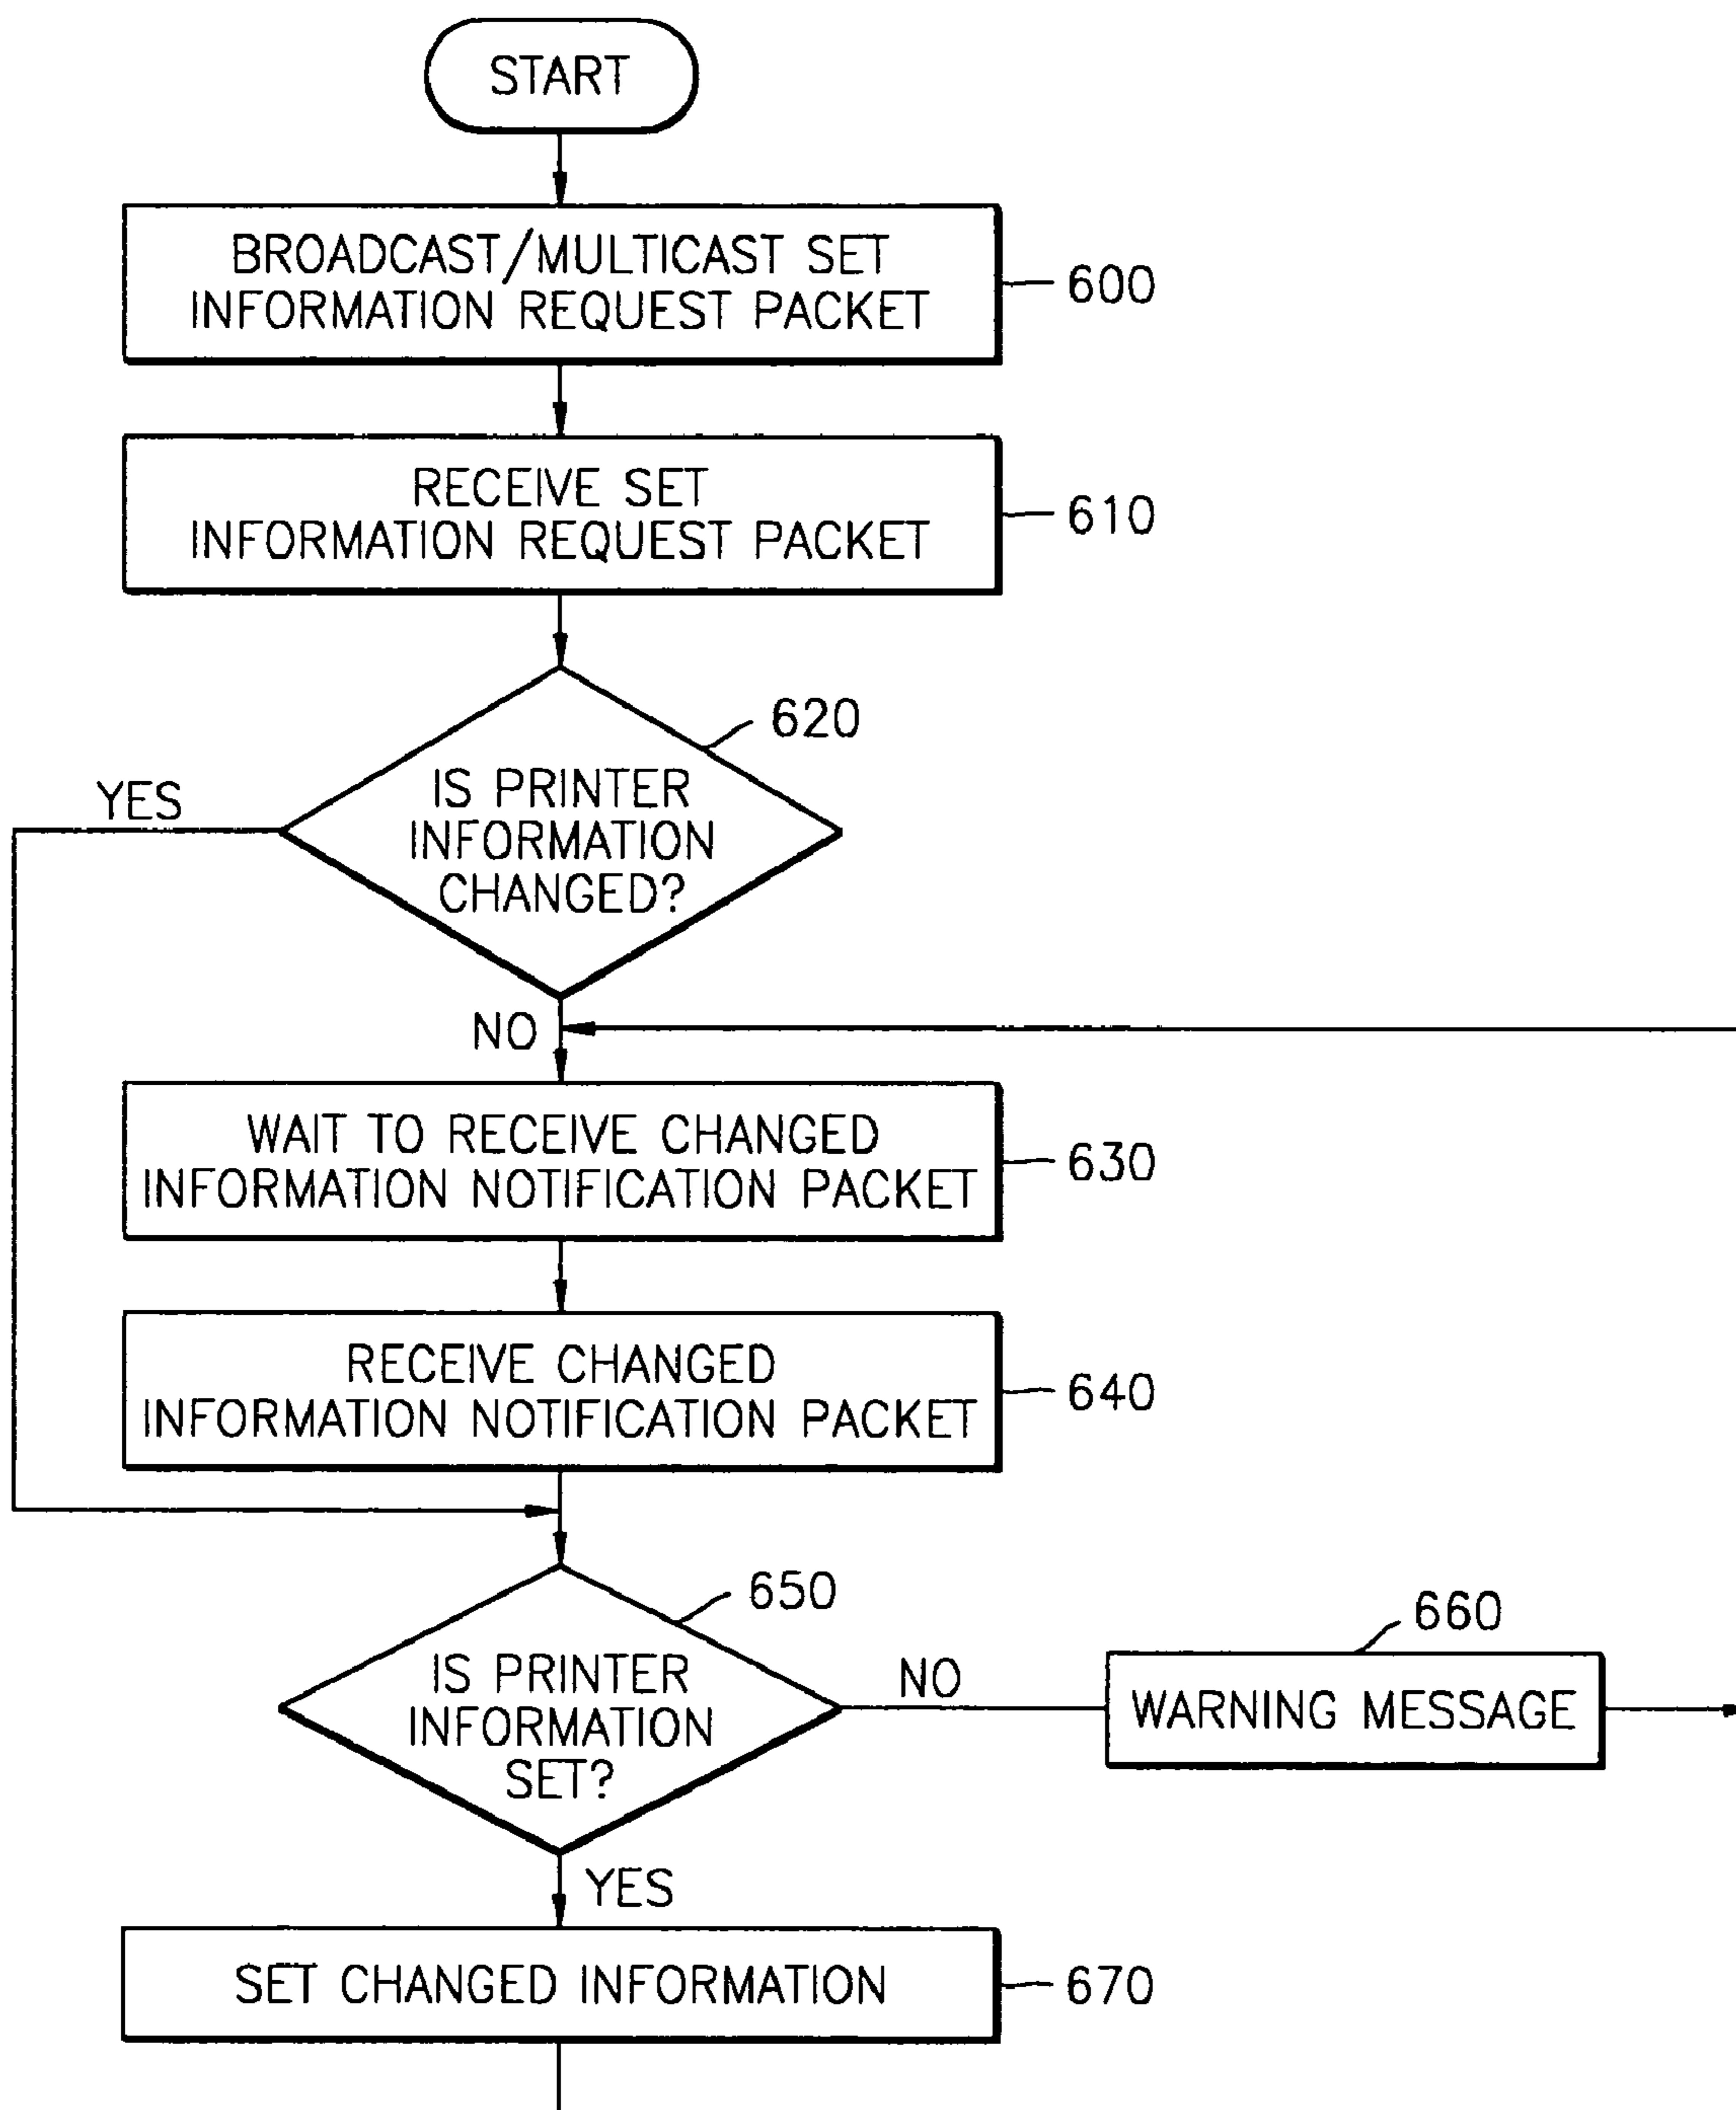 START
BROADCAST/MULTICAST SET
INFORMATION REQUEST PACKET
600
RECEIVE SET
INFORMATION REQUEST PACKET
610
620
IS PRINTER
INFORMATION
CHANGED?
YES
NO
WAIT TO RECEIVE CHANGED
INFORMATION NOTIFICATION PACKET
630
RECEIVE CHANGED
INFORMATION NOTIFICATION PACKET
640
650
IS PRINTER
INFORMATION
SET?
NO
660
WARNING MESSAGE
YES
SET CHANGED INFORMATION
670